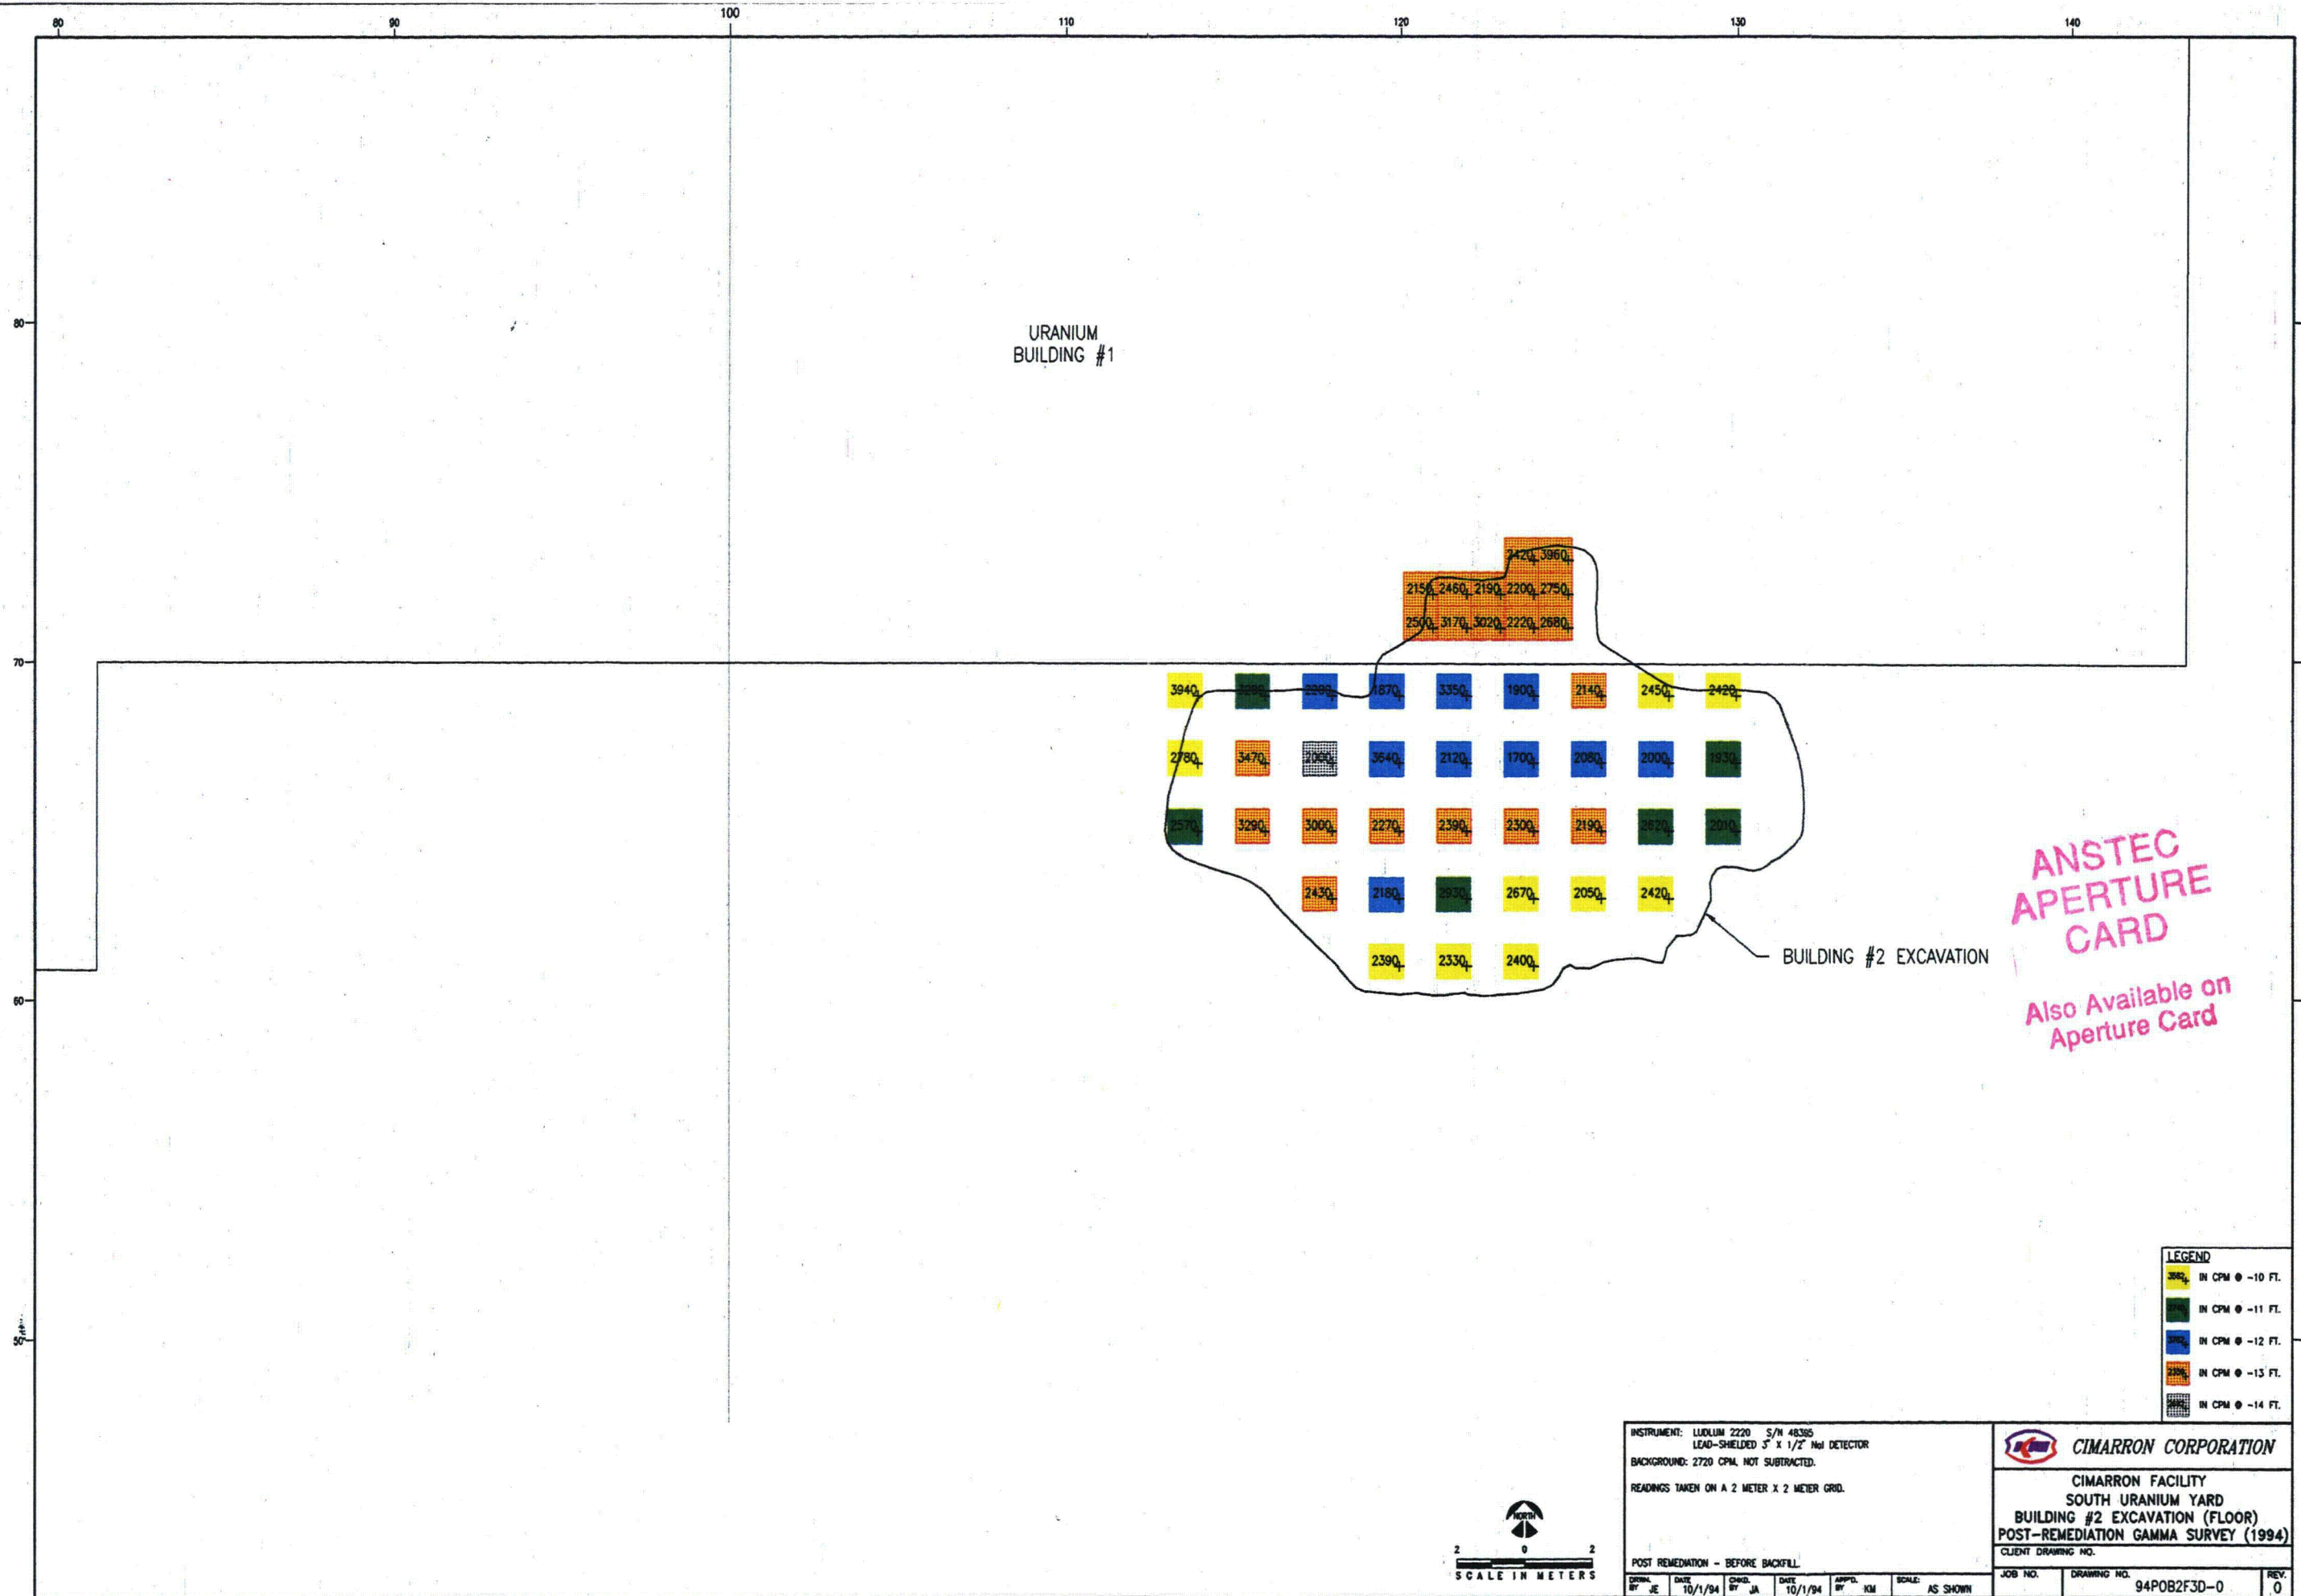 80 90 100 110 120 130 140
80
URANIUM
BUILDING #1
2420 3960
2150 2460 2190 2200 2750
2500 3170 3020 2220 2680
70
3940 2200 1870 3350 1900 2140 2450 2420
2780 3470 2000 3640 2120 1700 2080 2000 1930
2570 3290 3000 2270 2390 2300 2190 2620 2010
2430 2180 2930 2670 2050 2420
2390 2330 2400
BUILDING #2 EXCAVATION
60
ANSTEC
APERTURE
CARD
Also Available on
Aperture Card
50
LEGEND
IN CPM @ -10 FT.
IN CPM @ -11 FT.
IN CPM @ -12 FT.
IN CPM @ -13 FT.
IN CPM @ -14 FT.
NORTH
2 0 2
SCALE IN METERS
INSTRUMENT: LUDLUM 2220 S/N 48395
LEAD-SHIELDED 3" X 1/2" NaI DETECTOR
BACKGROUND: 2720 CPM, NOT SUBTRACTED.
READINGS TAKEN ON A 2 METER X 2 METER GRID.
POST REMEDIATION - BEFORE BACKFILL
DRWN. BY JE DATE 10/1/94 CHKD. BY JA DATE 10/1/94 APP'D. BY KM SCALE: AS SHOWN
CIMARRON CORPORATION
CIMARRON FACILITY
SOUTH URANIUM YARD
BUILDING #2 EXCAVATION (FLOOR)
POST-REMEDIATION GAMMA SURVEY (1994)
CLIENT DRAWING NO.
JOB NO. DRAWING NO. 94POB2F3D-0 REV. 0